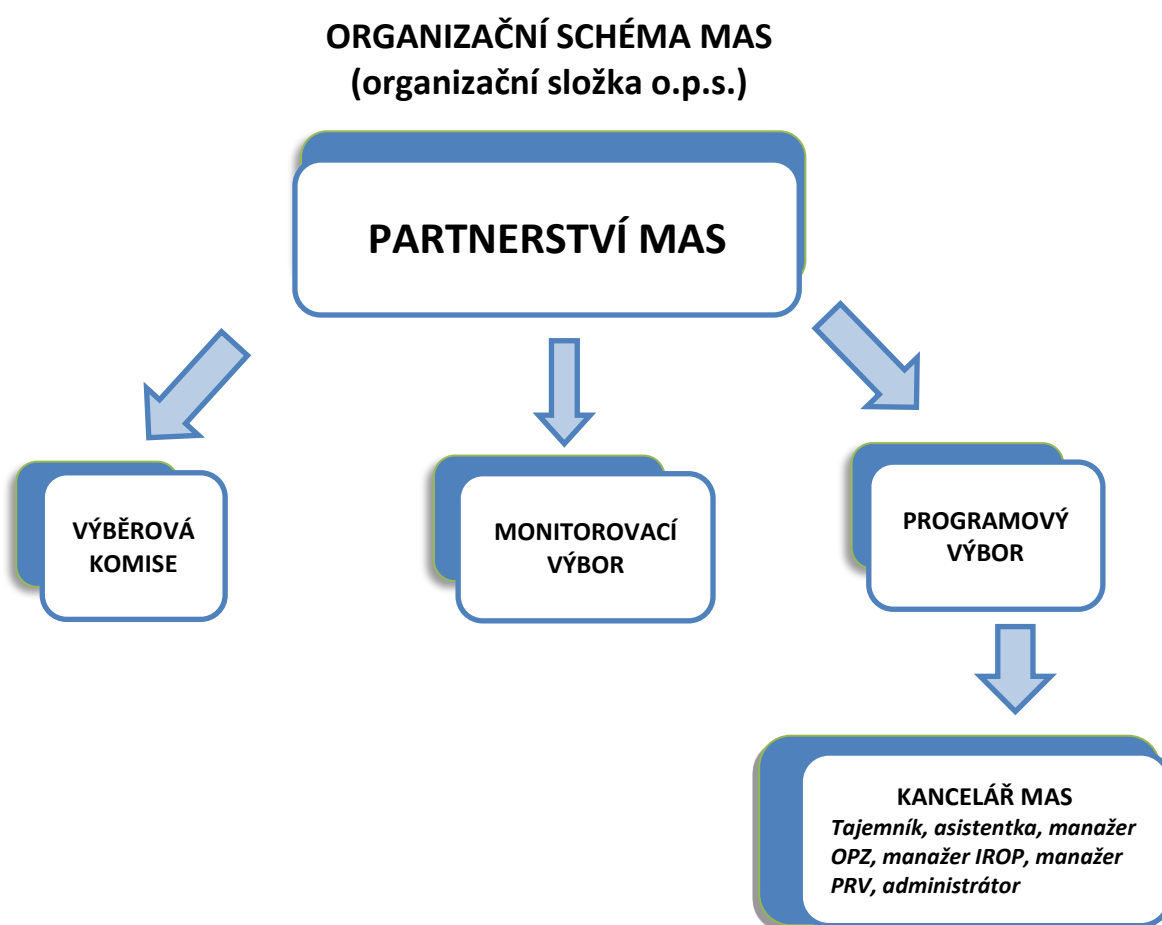 ORGANIZAČNÍ SCHÉMA MAS
(organizační složka o.p.s.)
PARTNERSTVÍ MAS
VÝBĚROVÁ
KOMISE
MONITOROVACÍ
VÝBOR
PROGRAMOVÝ
VÝBOR
KANCELÁŘ MAS
Tajemník, asistentka, manažer
OPZ, manažer IROP, manažer
PRV, administrátor